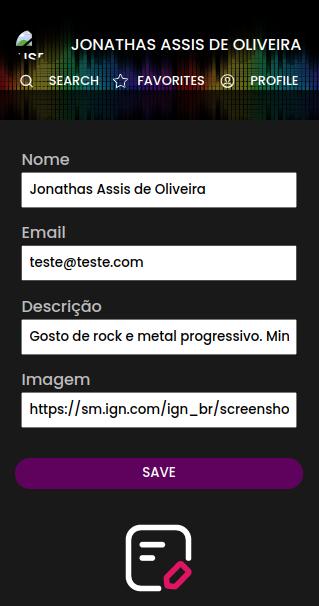 JONATHAS ASSIS DE OLIVEIRA
SEARCH FAVORITES PROFILE
Nome
Jonathas Assis de Oliveira
Email
teste@teste.com
Descrição
Gosto de rock e metal progressivo. Min
Imagem
https://sm.ign.com/ign_br/screensho
SAVE